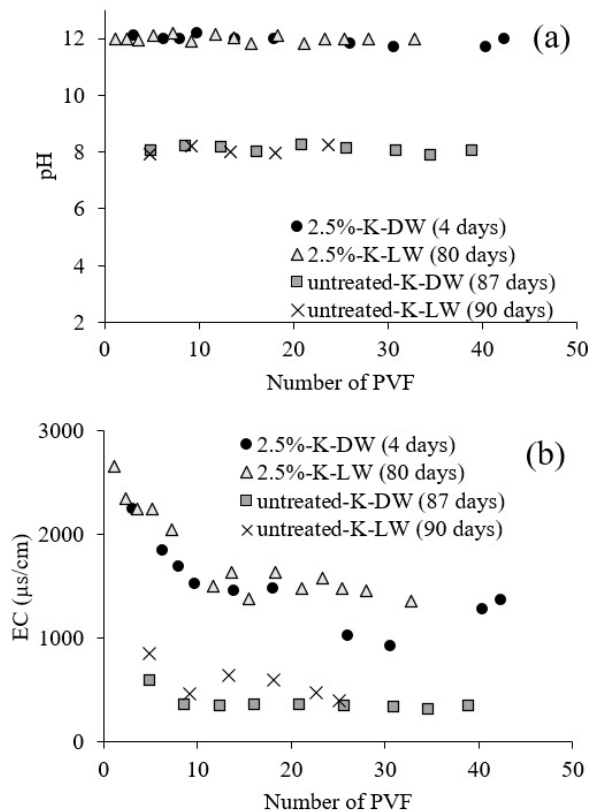 14
(a)
12
10
8
pH
6
4
2
2.5%-K-DW (4 days)
2.5%-K-LW (80 days)
untreated-K-DW (87 days)
untreated-K-LW (90 days)
0 10 20 30 40 50
Number of PVF
3000
(b)
2.5%-K-DW (4 days)
2.5%-K-LW (80 days)
untreated-K-DW (87 days)
untreated-K-LW (90 days)
2000
EC (µs/cm)
1000
0
0 10 20 30 40 50
Number of PVF